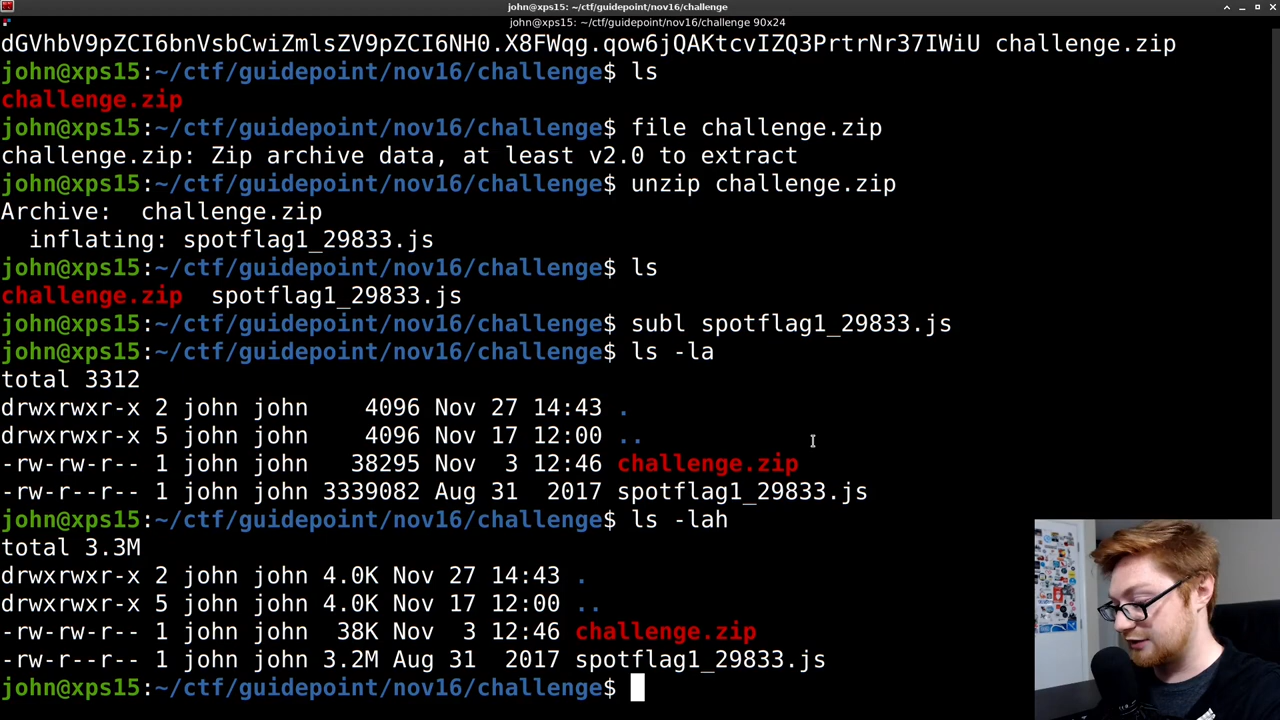 john@xps15: ~/ctf/guidepoint/nov16/challenge
john@xps15: ~/ctf/guidepoint/nov16/challenge 90x24
dGVhbV9pZCI6bnVsbCwiZmlsZV9pZCI6NH0.X8FWqg.qow6jQAKtcvIZQ3PrtrNr37IWiU challenge.zip
john@xps15:~/ctf/guidepoint/nov16/challenge$ ls
challenge.zip
john@xps15:~/ctf/guidepoint/nov16/challenge$ file challenge.zip
challenge.zip: Zip archive data, at least v2.0 to extract
john@xps15:~/ctf/guidepoint/nov16/challenge$ unzip challenge.zip
Archive:  challenge.zip
  inflating: spotflag1_29833.js
john@xps15:~/ctf/guidepoint/nov16/challenge$ ls
challenge.zip  spotflag1_29833.js
john@xps15:~/ctf/guidepoint/nov16/challenge$ subl spotflag1_29833.js
john@xps15:~/ctf/guidepoint/nov16/challenge$ ls -la
total 3312
drwxrwxr-x 2 john john    4096 Nov 27 14:43 .
drwxrwxr-x 5 john john    4096 Nov 17 12:00 ..
-rw-rw-r-- 1 john john   38295 Nov  3 12:46 challenge.zip
-rw-r--r-- 1 john john 3339082 Aug 31  2017 spotflag1_29833.js
john@xps15:~/ctf/guidepoint/nov16/challenge$ ls -lah
total 3.3M
drwxrwxr-x 2 john john 4.0K Nov 27 14:43 .
drwxrwxr-x 5 john john 4.0K Nov 17 12:00 ..
-rw-rw-r-- 1 john john  38K Nov  3 12:46 challenge.zip
-rw-r--r-- 1 john john 3.2M Aug 31  2017 spotflag1_29833.js
john@xps15:~/ctf/guidepoint/nov16/challenge$